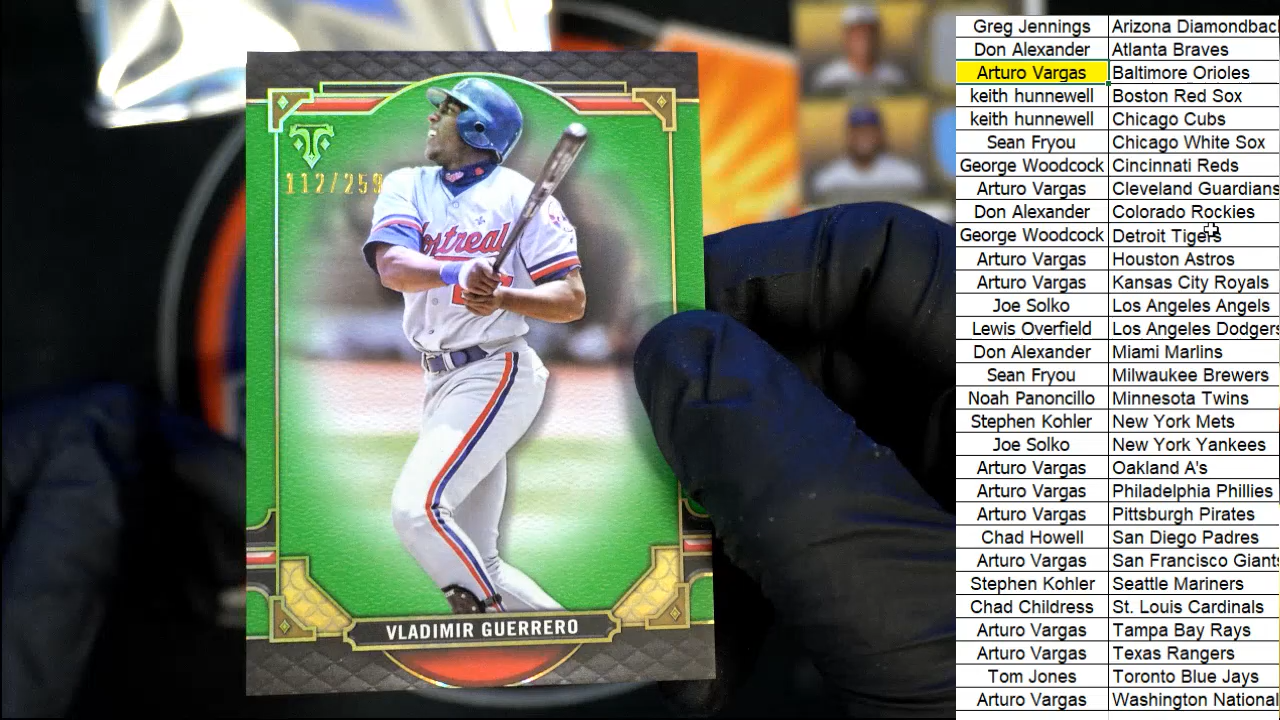 112/259
ontreal
VLADIMIR GUERRERO
Greg Jennings Arizona Diamondbac
Don Alexander Atlanta Braves
Arturo Vargas Baltimore Orioles
keith hunnewell Boston Red Sox
keith hunnewell Chicago Cubs
Sean Fryou Chicago White Sox
George Woodcock Cincinnati Reds
Arturo Vargas Cleveland Guardians
Don Alexander Colorado Rockies
George Woodcock Detroit Tigers
Arturo Vargas Houston Astros
Arturo Vargas Kansas City Royals
Joe Solko Los Angeles Angels
Lewis Overfield Los Angeles Dodgers
Don Alexander Miami Marlins
Sean Fryou Milwaukee Brewers
Noah Panoncillo Minnesota Twins
Stephen Kohler New York Mets
Joe Solko New York Yankees
Arturo Vargas Oakland A's
Arturo Vargas Philadelphia Phillies
Arturo Vargas Pittsburgh Pirates
Chad Howell San Diego Padres
Arturo Vargas San Francisco Giants
Stephen Kohler Seattle Mariners
Chad Childress St. Louis Cardinals
Arturo Vargas Tampa Bay Rays
Arturo Vargas Texas Rangers
Tom Jones Toronto Blue Jays
Arturo Vargas Washington National